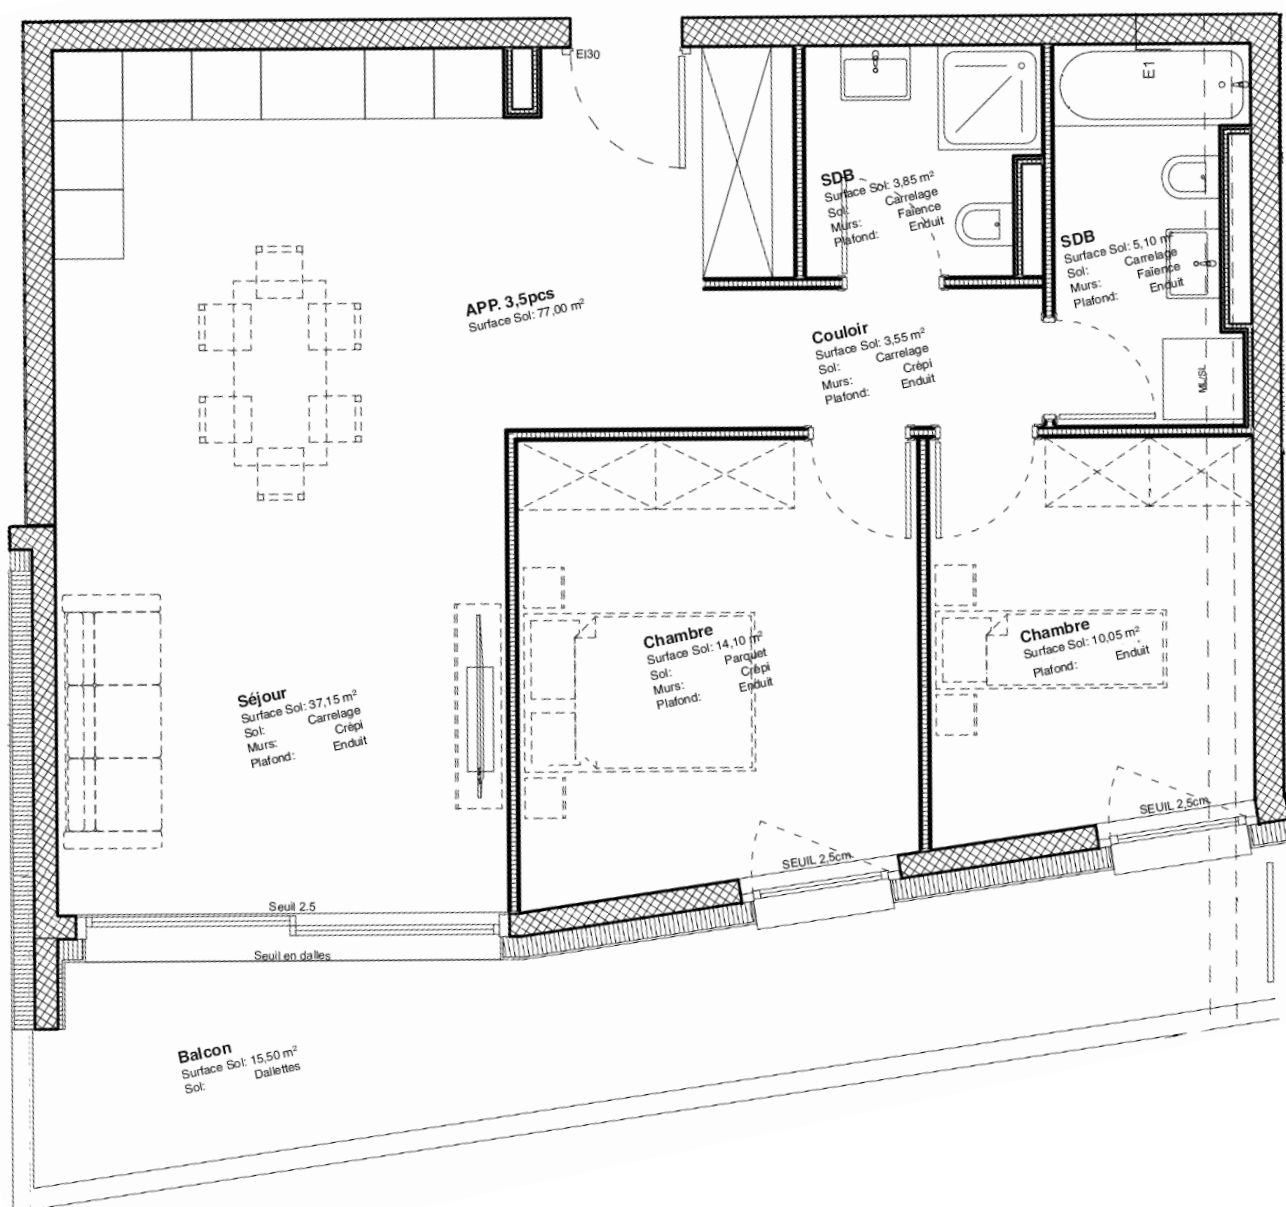 EI30
E1
SDB
Surface Sol: 3,85 m²
Sol: Carrelage
Murs: Faïence
Plafond: Enduit
SDB
Surface Sol: 5,10 m²
Sol: Carrelage
Murs: Faïence
Plafond: Enduit
APP. 3,5pcs
Surface Sol: 77,00 m²
Couloir
Surface Sol: 3,55 m²
Sol: Carrelage
Murs: Crépi
Plafond: Enduit
ML/SL
Chambre
Surface Sol: 14,10 m²
Sol: Parquet
Murs: Crépi
Plafond: Enduit
Chambre
Surface Sol: 10,05 m²
Plafond: Enduit
Séjour
Surface Sol: 37,15 m²
Sol: Carrelage
Murs: Crépi
Plafond: Enduit
SEUIL 2,5cm
SEUIL 2,5cm
Seuil 2.5
Seuil en dalles
Balcon
Surface Sol: 15,50 m²
Sol: Dallettes